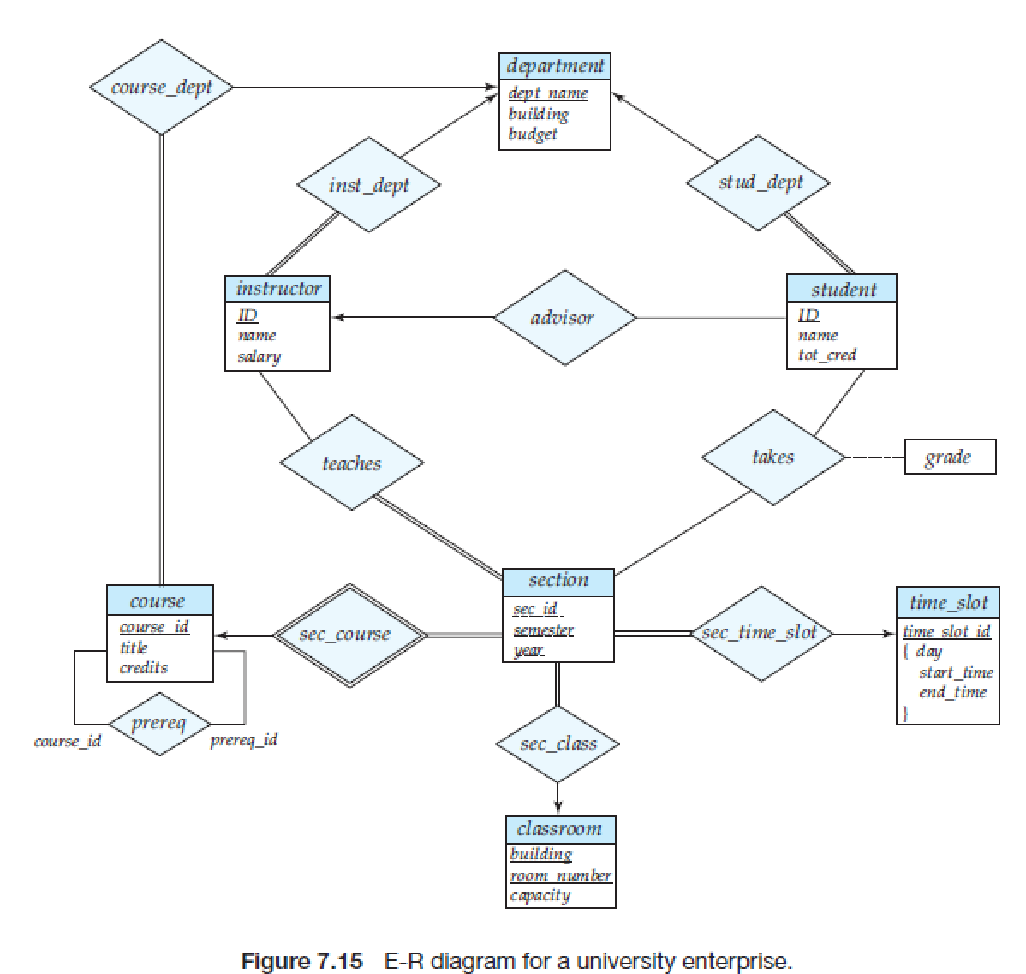 course_dept
department
dept_name
building
budget
inst_dept
stud_dept
instructor
ID
name
salary
advisor
student
ID
name
tot_cred
teaches
takes
grade
course
course_id
title
credits
sec_course
section
sec_id
semester
year
sec_time_slot
time_slot
time_slot_id
{ day
start_time
end_time
}
prereq
course_id
prereq_id
sec_class
classroom
building
room_number
capacity
Figure 7.15 E-R diagram for a university enterprise.